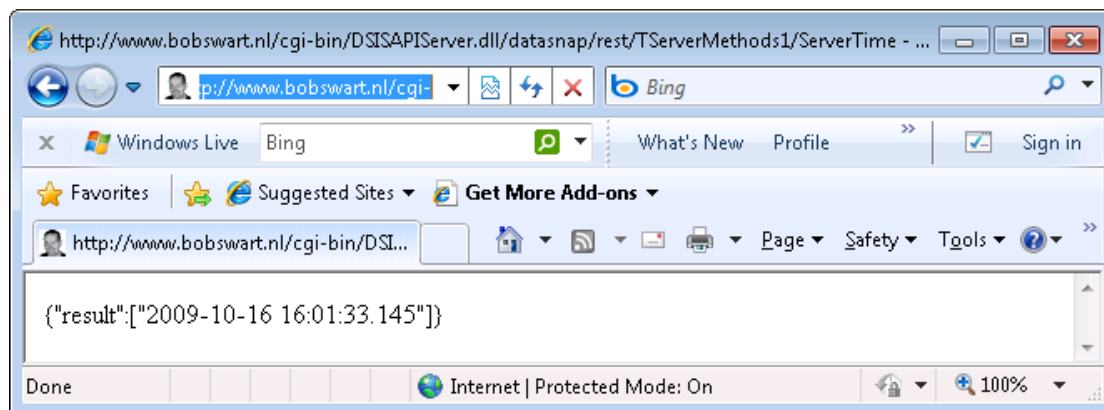 http://www.bobswart.nl/cgi-bin/DSISAPIServer.dll/datasnap/rest/TServerMethods1/ServerTime - ...
p://www.bobswart.nl/cgi- Bing
x Windows Live Bing What's New Profile » Sign in
Favorites Suggested Sites Get More Add-ons
http://www.bobswart.nl/cgi-bin/DSI... Page Safety Tools »
{"result":["2009-10-16 16:01:33.145"]}
Done Internet | Protected Mode: On 100%